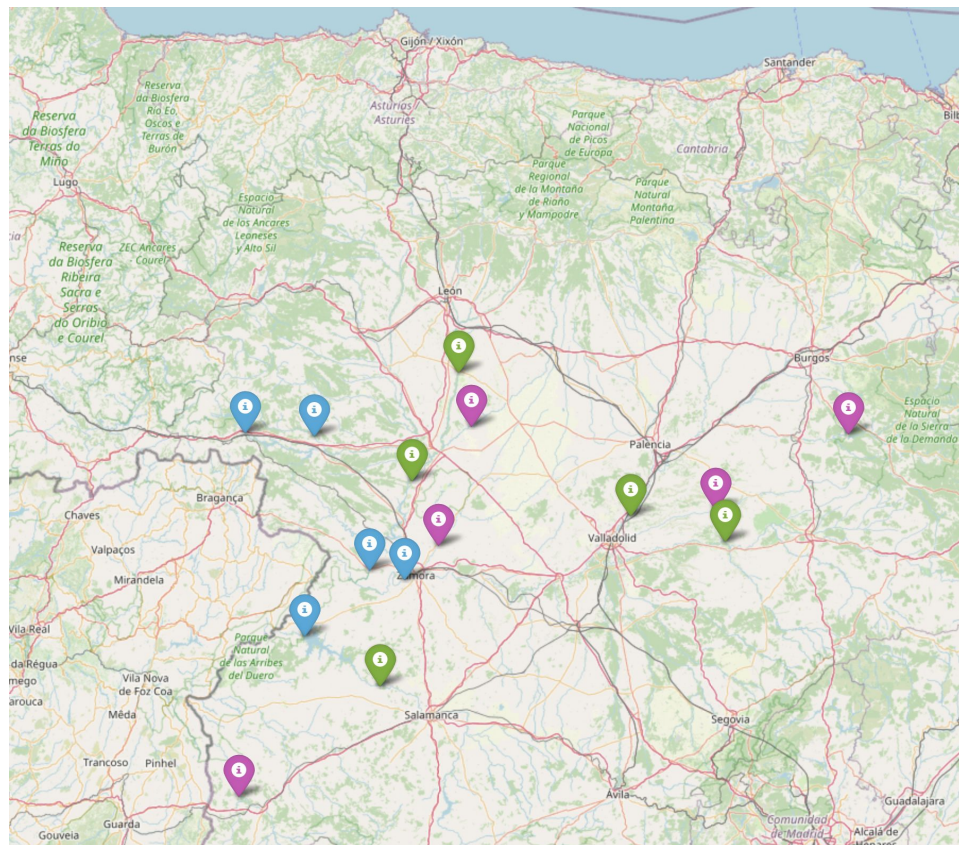 Gijón / Xixón
Santander
Reserva
da Biosfera
Río Eo,
Oscos e
Terras de
Burón
Asturias /
Asturies
Reserva
da Biosfera
Terras do
Miño
Parque
Nacional
de Picos
de Europa
Cantabria
Lugo
Parque
Regional
de la Montaña
de Riaño
y Mampodre
Parque
Natural
Montaña
Palentina
Espacio
Natural
de los Ancares
Leoneses
y Alto Sil
Reserva
da Biosfera
Ribeira
Sacra e
Serras
do Oribio
e Courel
ZEC Ancares
- Courel
León
Burgos
Espacio
Natural
de la Sierra
de la Demanda
Palencia
Bragança
Chaves
Valladolid
Valpaços
Mirandela
Zamora
Vila Real
Parque
Natural
de las Arribes
del Duero
Vila Nova
de Foz Coa
Salamanca
Segovia
Mêda
Trancoso
Pinhel
Ávila
Guadalajara
Guarda
Gouveia
Comunidad
de Madrid
Alcalá de
Henares